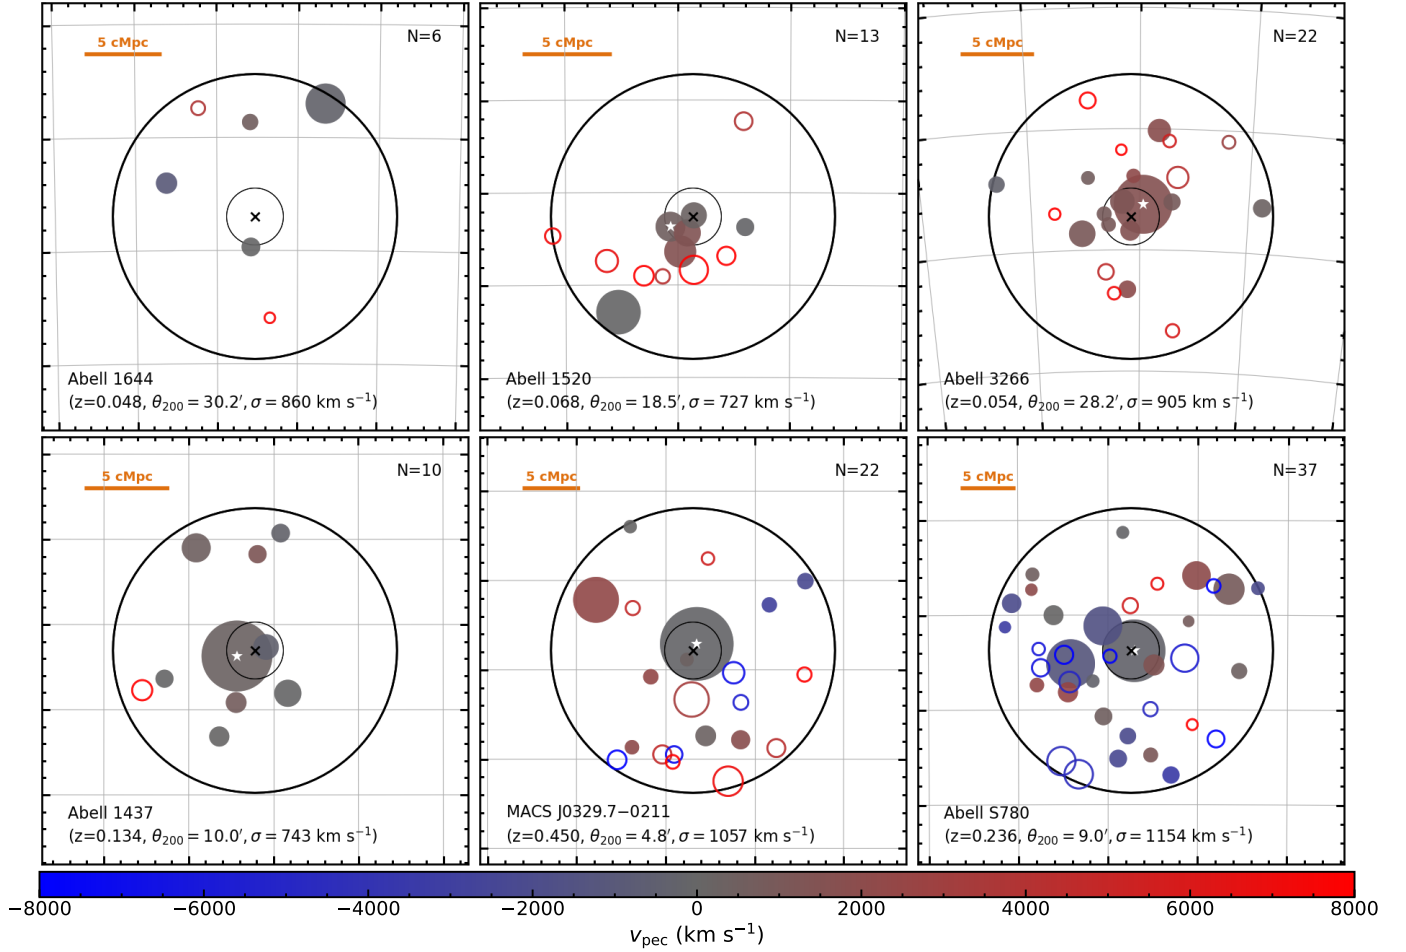 5 cMpc
N=6
Abell 1644
(z=0.048, θ200 = 30.2′, σ = 860 km s−1)
5 cMpc
N=13
Abell 1520
(z=0.068, θ200 = 18.5′, σ = 727 km s−1)
5 cMpc
N=22
Abell 3266
(z=0.054, θ200 = 28.2′, σ = 905 km s−1)
5 cMpc
N=10
Abell 1437
(z=0.134, θ200 = 10.0′, σ = 743 km s−1)
5 cMpc
N=22
MACS J0329.7−0211
(z=0.450, θ200 = 4.8′, σ = 1057 km s−1)
5 cMpc
N=37
Abell S780
(z=0.236, θ200 = 9.0′, σ = 1154 km s−1)
−8000 −6000 −4000 −2000 0 2000 4000 6000 8000
vpec (km s−1)